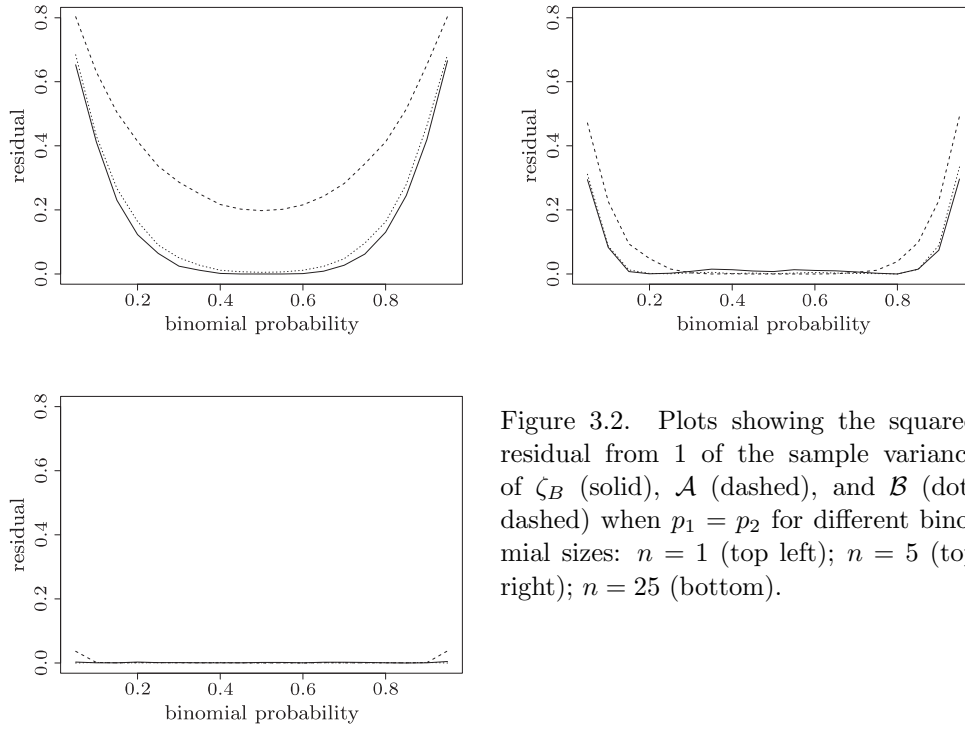 0.8
0.6
0.4
0.2
0.0
residual
0.2 0.4 0.6 0.8
binomial probability
0.8
0.6
0.4
0.2
0.0
residual
0.2 0.4 0.6 0.8
binomial probability
0.8
0.6
0.4
0.2
0.0
residual
0.2 0.4 0.6 0.8
binomial probability
Figure 3.2. Plots showing the square
residual from 1 of the sample varianc
of ζ_B (solid), 𝒜 (dashed), and ℬ (dot
dashed) when p₁ = p₂ for different bino
mial sizes: n = 1 (top left); n = 5 (top
right); n = 25 (bottom).